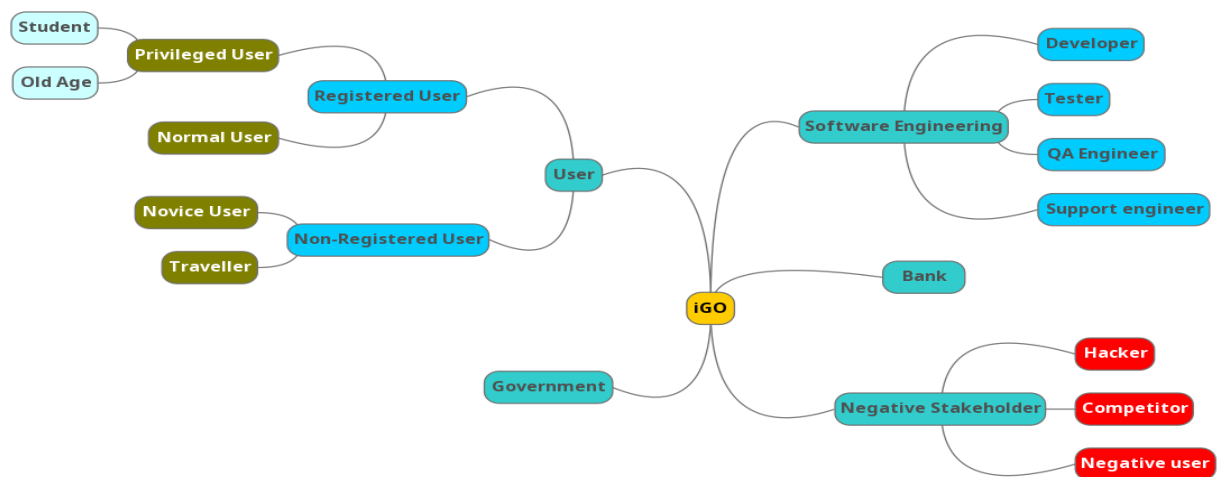 Student
Privileged User
Old Age
Registered User
Normal User
User
Novice User
Non-Registered User
Traveller
Government
iGO
Software Engineering
Developer
Tester
QA Engineer
Support engineer
Bank
Negative Stakeholder
Hacker
Competitor
Negative user